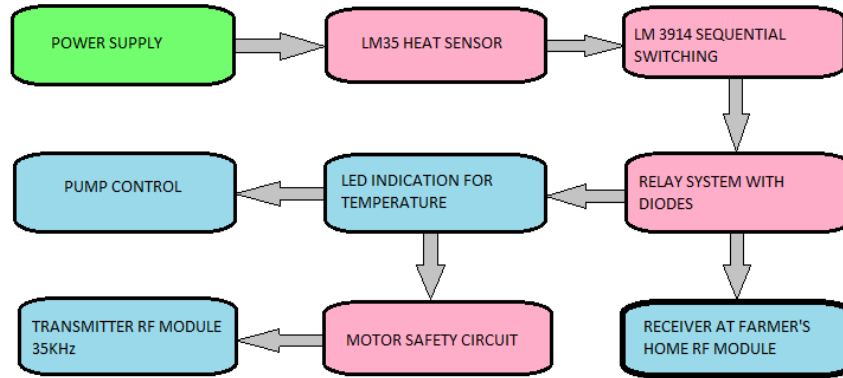 POWER SUPPLY
LM35 HEAT SENSOR
LM 3914 SEQUENTIAL
SWITCHING
PUMP CONTROL
LED INDICATION FOR
TEMPERATURE
RELAY SYSTEM WITH
DIODES
TRANSMITTER RF MODULE
35KHz
MOTOR SAFETY CIRCUIT
RECEIVER AT FARMER'S
HOME RF MODULE